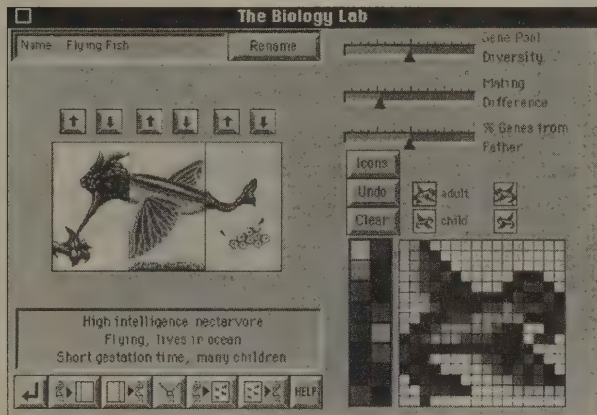 The Biology Lab
Name Flying Fish
Rename
Gene Pool
Diversity
Mating
Difference
% Genes from
Father
Icons
Undo
Clear
adult
child
High intelligence nectarvore
Flying, lives in ocean
Short gestation time, many children
HELP